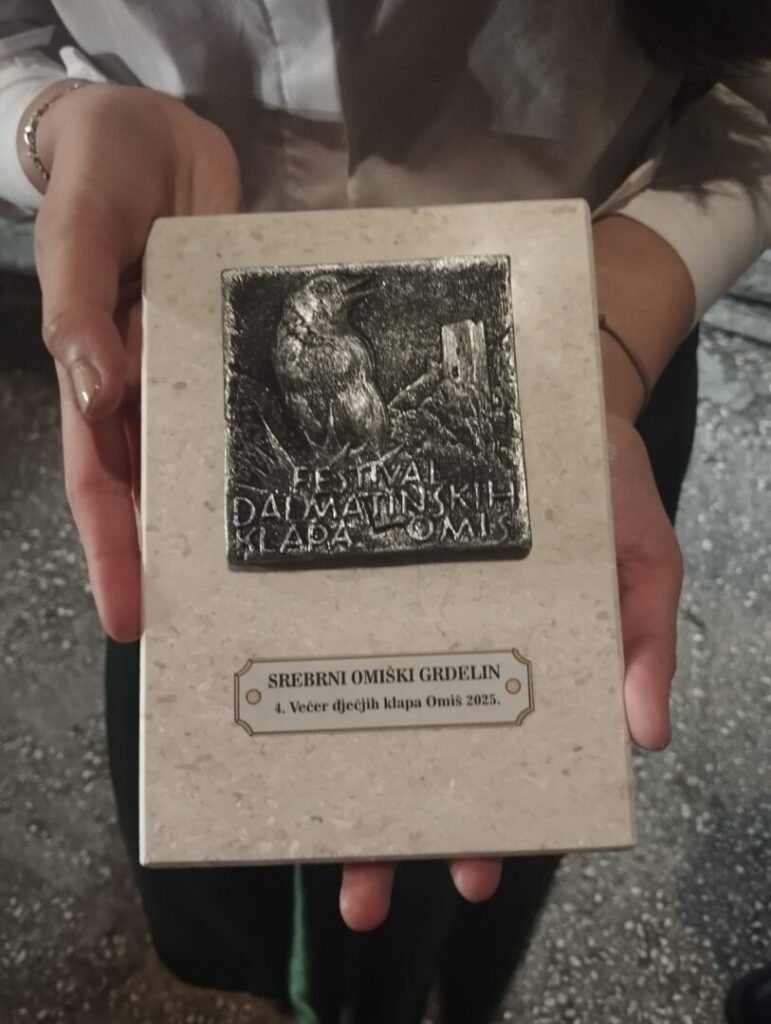 FESTIVAL
DALMATINSKIH
KLAPA OMIŠ
SREBRNI OMIŠKI GRDELIN
4. Večer dječjih klapa Omiš 2025.